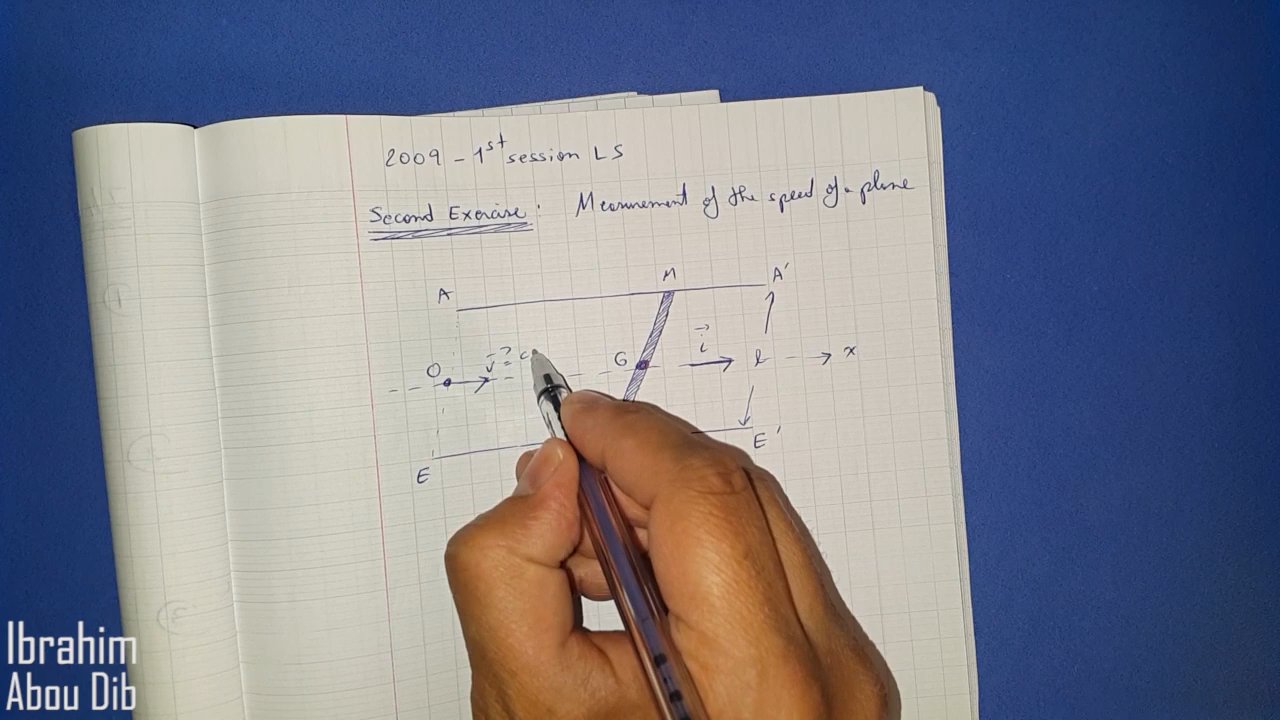 2009 - 1st session LS
Second Exercise: Measurement of the speed of a plane
M
A'
A
i
G
l
x
O
v = c
E'
E
Ibrahim
Abou Dib